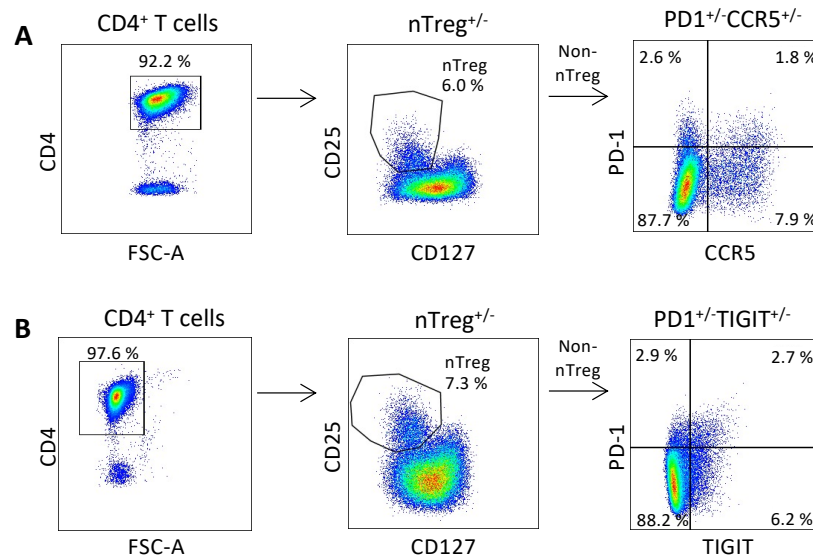 A
CD4⁺ T cells
92.2 %
CD4
FSC-A
nTreg⁺/⁻
nTreg
6.0 %
CD25
CD127
Non-
nTreg
PD1⁺/⁻CCR5⁺/⁻
2.6 %
1.8 %
PD-1
87.7 %
7.9 %
CCR5
B
CD4⁺ T cells
97.6 %
CD4
FSC-A
nTreg⁺/⁻
nTreg
7.3 %
CD25
CD127
Non-
nTreg
PD1⁺/⁻TIGIT⁺/⁻
2.9 %
2.7 %
PD-1
88.2 %
6.2 %
TIGIT